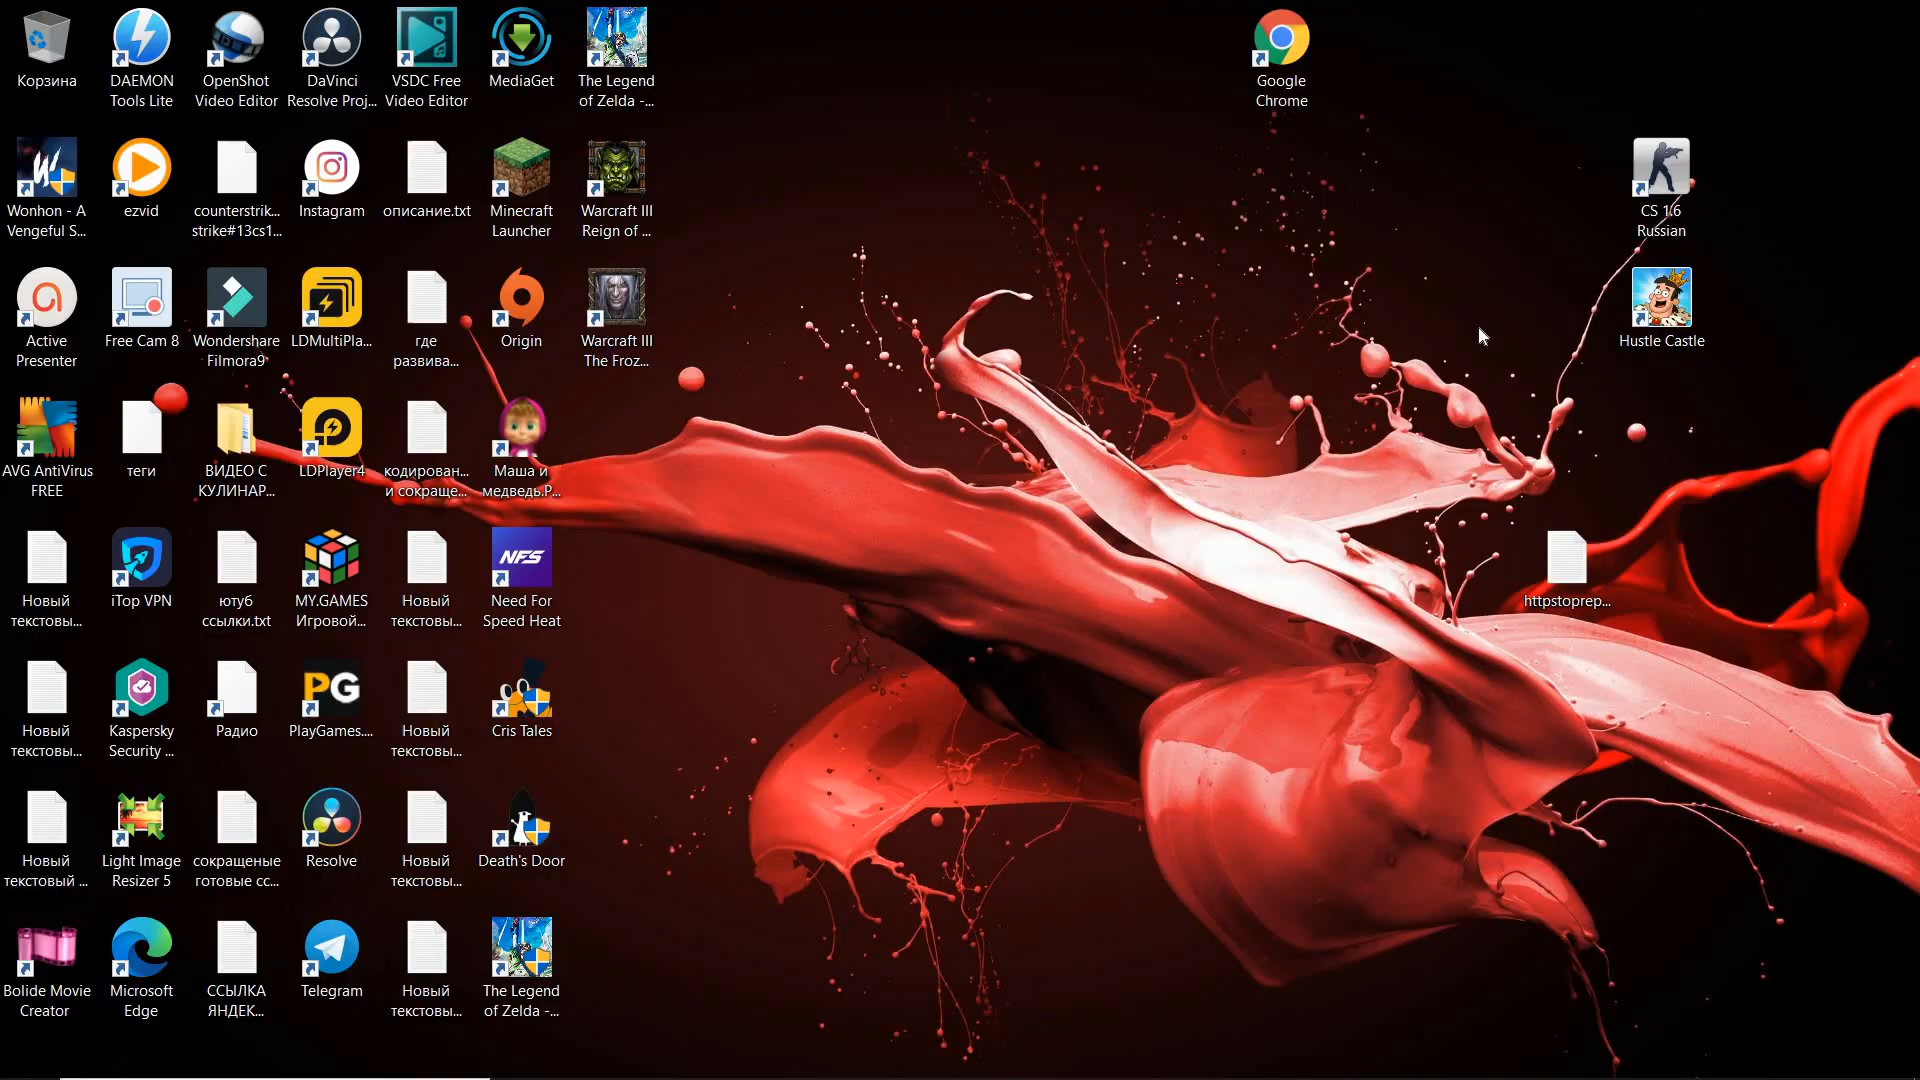 Корзина
DAEMON
Tools Lite
OpenShot
Video Editor
DaVinci
Resolve Proj...
VSDC Free
Video Editor
MediaGet
The Legend
of Zelda -...
Google
Chrome
Wonhon - A
Vengeful S...
ezvid
counterstrik...
strike#13cs1...
Instagram
описание.txt
Minecraft
Launcher
Warcraft III
Reign of ...
CS 1.6
Russian
Active
Presenter
Free Cam 8
Wondershare
Filmora9
LDMultiPla...
где
развива...
Origin
Warcraft III
The Froz...
Hustle Castle
AVG AntiVirus
FREE
теги
ВИДЕО С
КУЛИНАР...
LDPlayer4
кодирован...
и сокраще...
Маша и
медведь.Р...
Новый
текстовы...
iTop VPN
ютуб
ссылки.txt
MY.GAMES
Игровой...
Новый
текстовы...
NFS
Need For
Speed Heat
httpstoprep...
Новый
текстовы...
Kaspersky
Security ...
Радио
PG
PlayGames....
Новый
текстовы...
Cris Tales
Новый
текстовый ...
Light Image
Resizer 5
сокращеные
готовые сс...
Resolve
Новый
текстовы...
Death's Door
Bolide Movie
Creator
Microsoft
Edge
ССЫЛКА
ЯНДЕК...
Telegram
Новый
текстовы...
The Legend
of Zelda -...